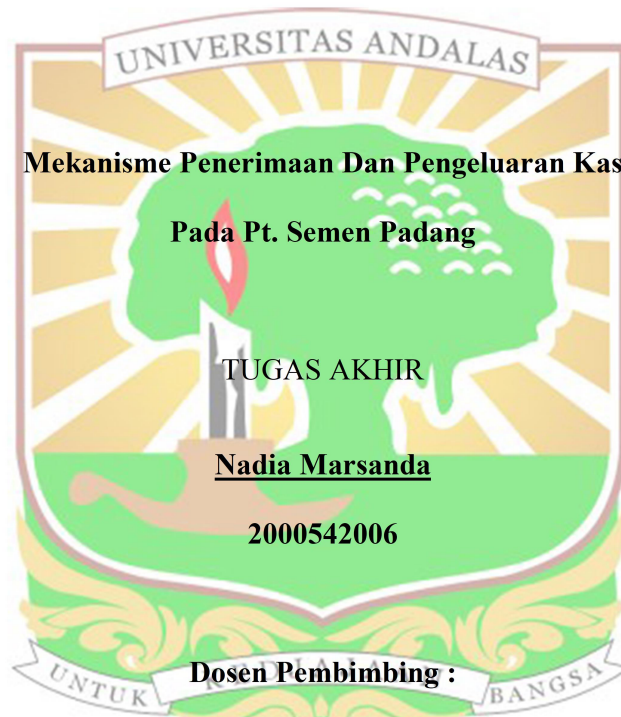 UNIVERSITAS ANDALAS
Mekanisme Penerimaan Dan Pengeluaran Kas
Pada Pt. Semen Padang
TUGAS AKHIR
Nadia Marsanda
2000542006
Dosen Pembimbing :
UNTUK BANGSA